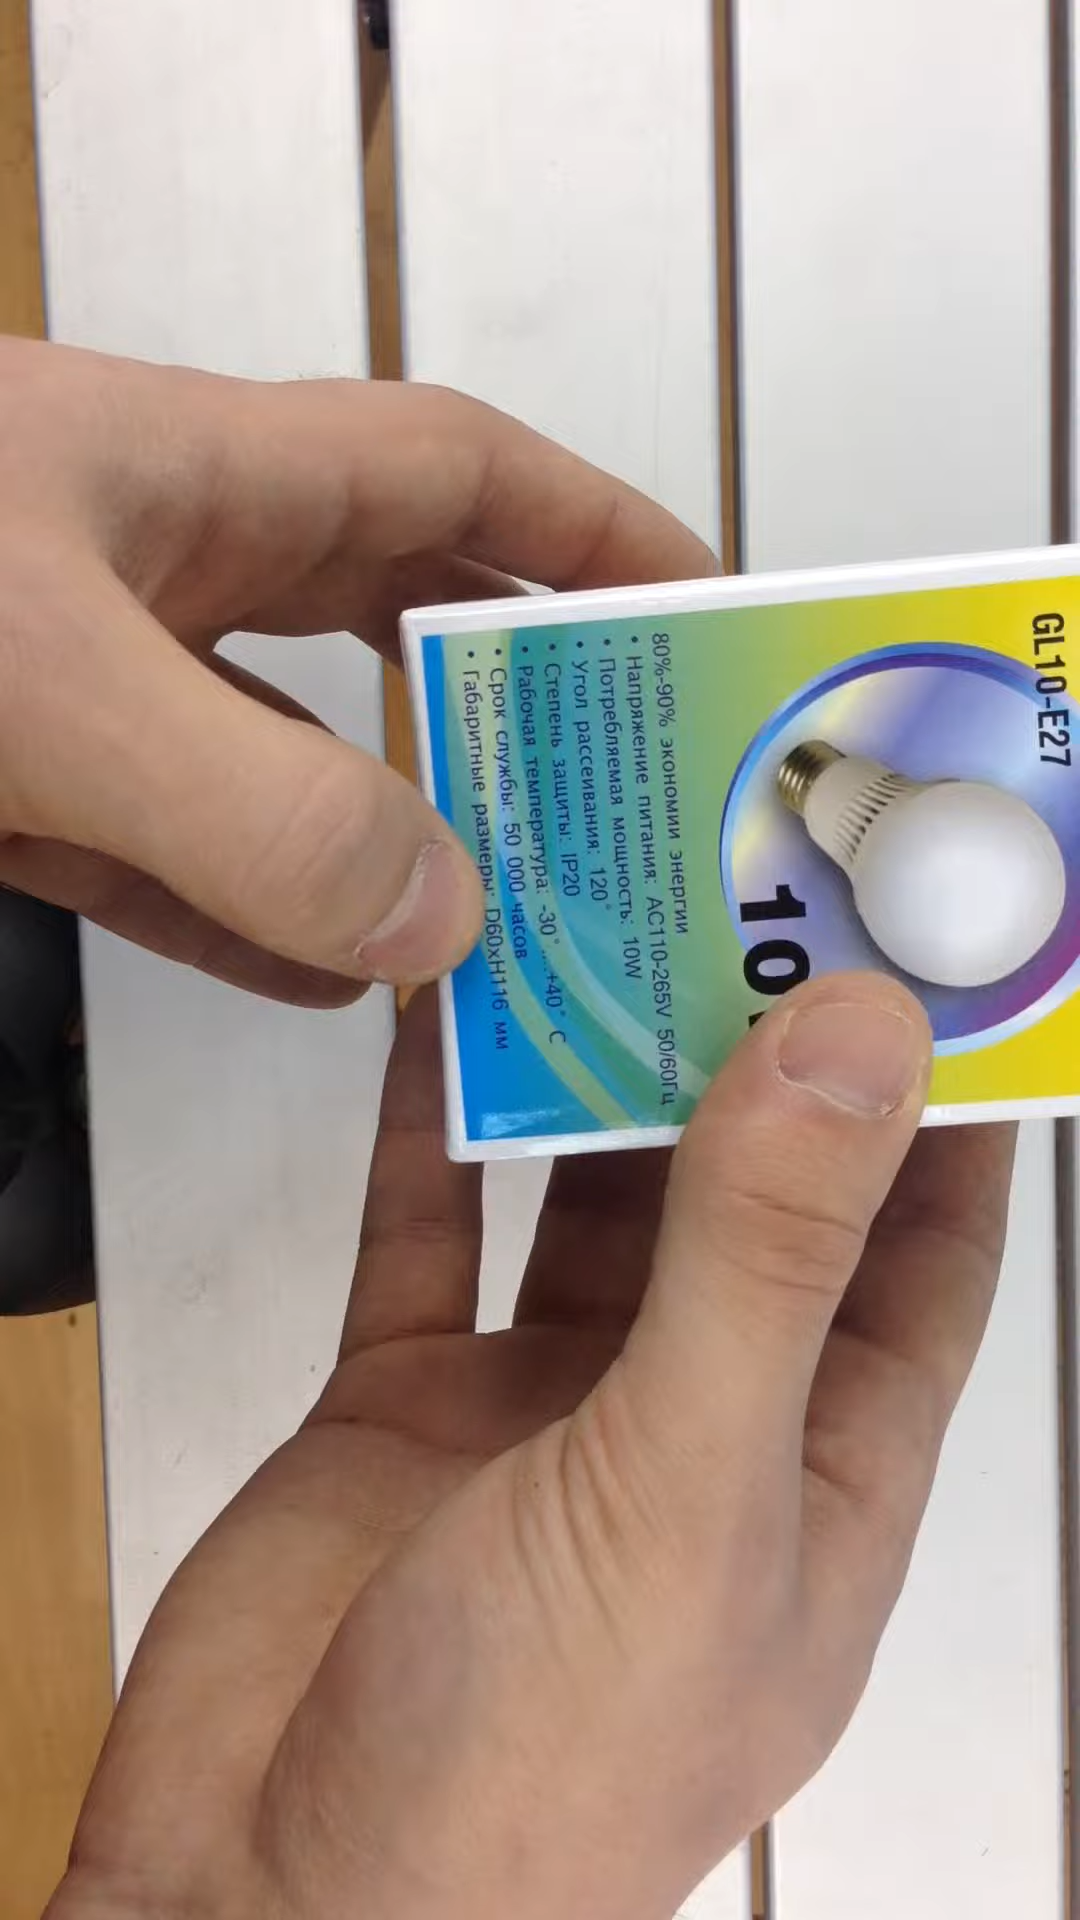 GL10-E27
10
80%-90% экономии энергии
• Напряжение питания: AC110-265V 50/60Гц
• Потребляемая мощность: 10W
• Угол рассеивания: 120°
• Степень защиты: IP20
• Рабочая температура: -30°....+40° С
• Срок службы: 50 000 часов
• Габаритные размеры: D60xH116 мм